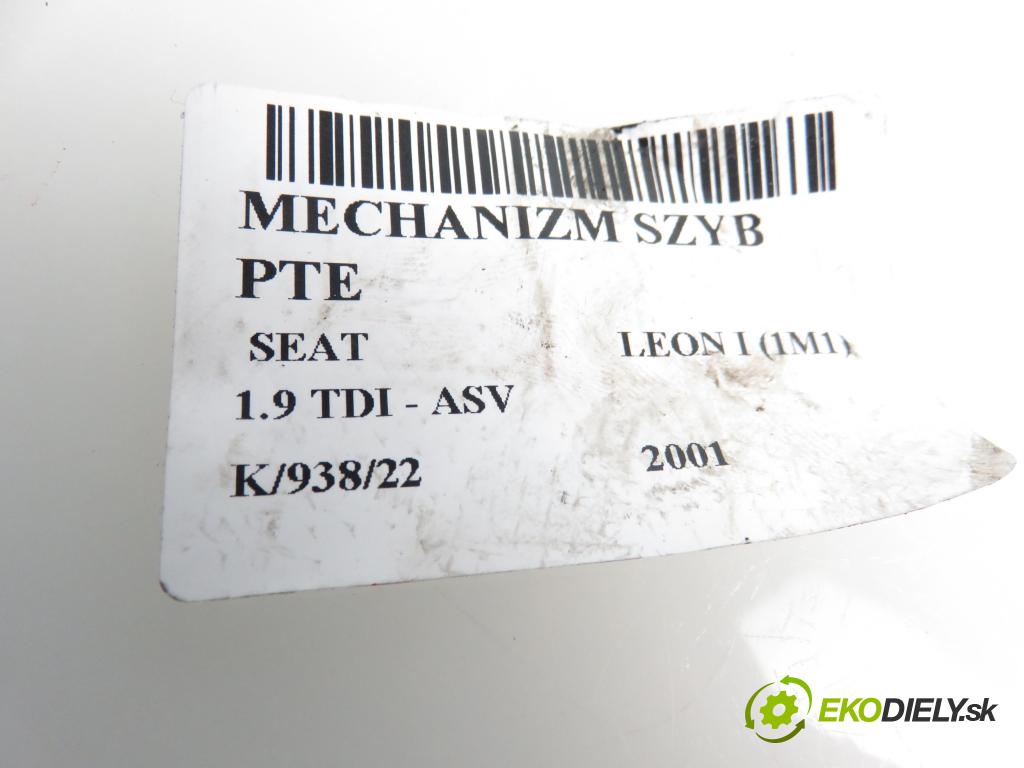 MECHANIZM SZYB
PTE
SEAT LEON I (1M1)
1.9 TDI - ASV
K/938/22 2001
EKODIELY.sk